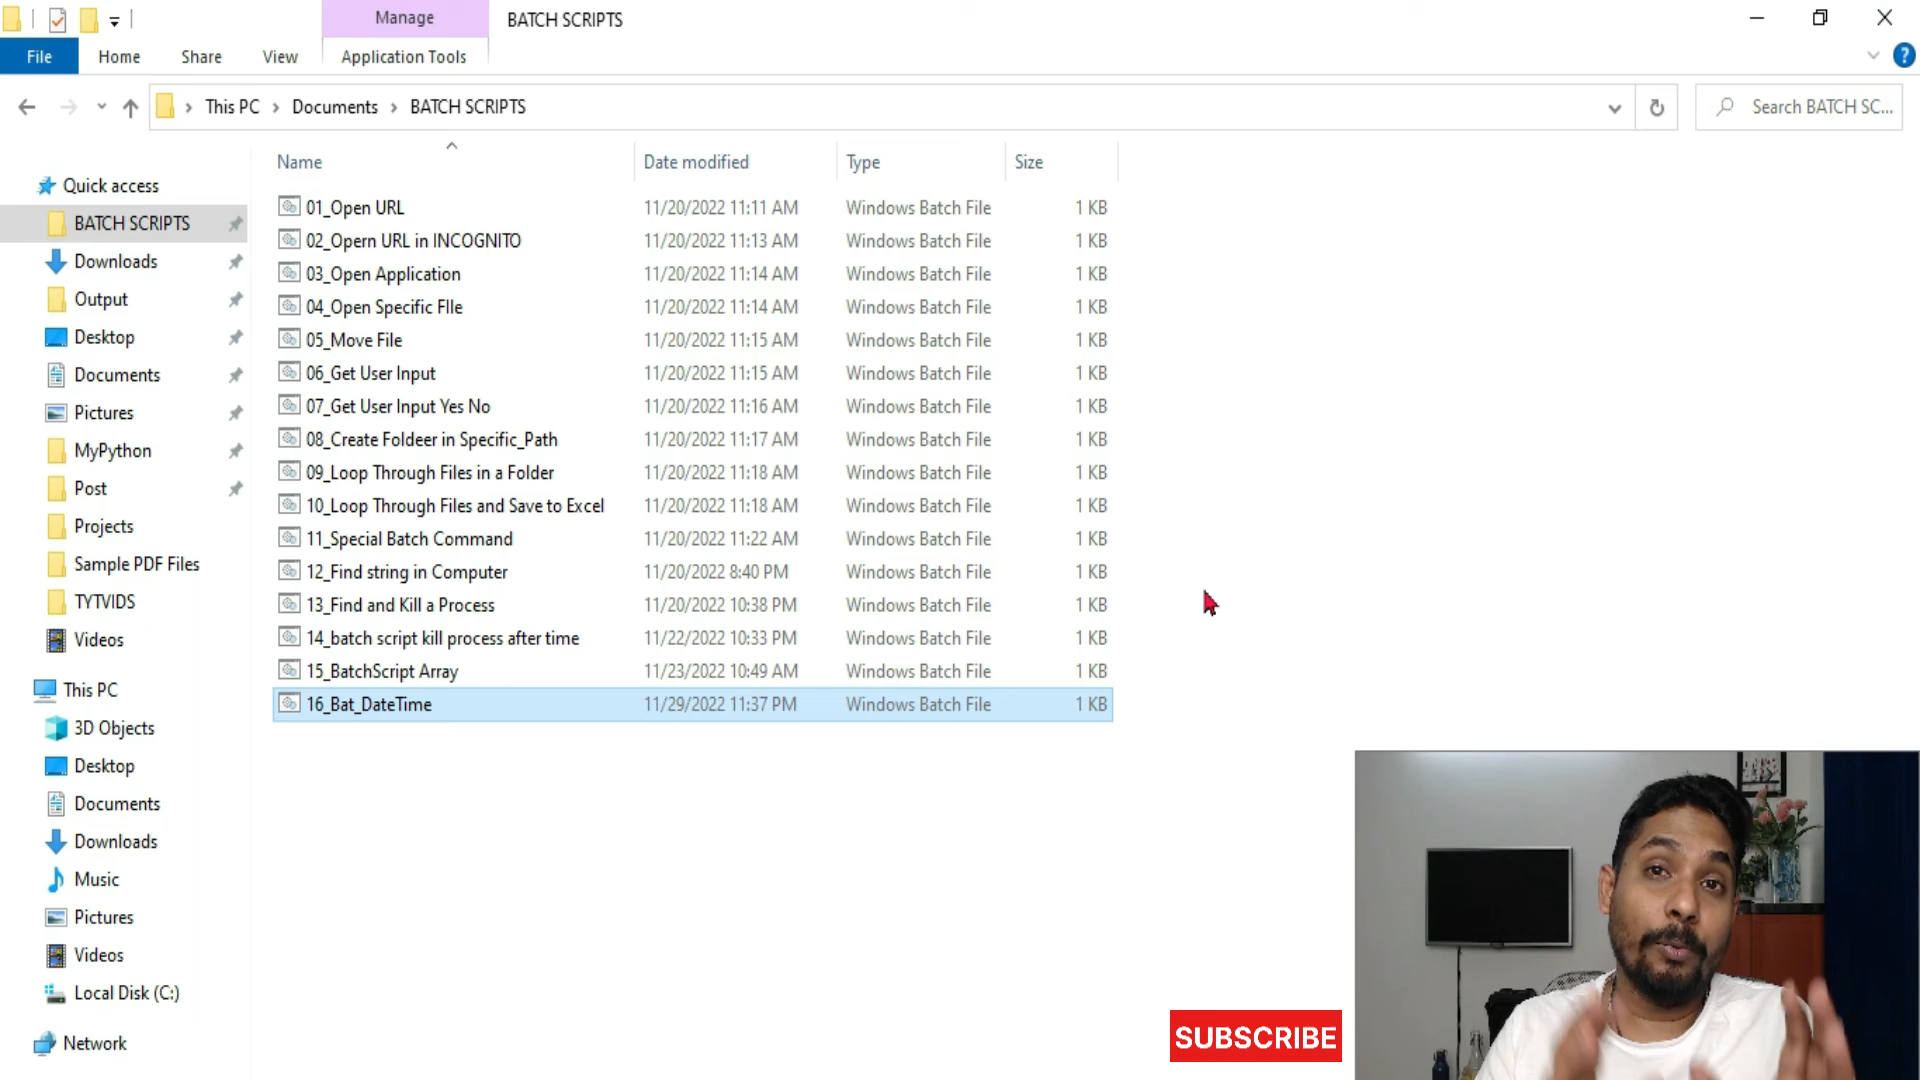 Manage
BATCH SCRIPTS
File
Home
Share
View
Application Tools
?
This PC
Documents
BATCH SCRIPTS
Search BATCH SC...
Name
Date modified
Type
Size
Quick access
BATCH SCRIPTS
Downloads
Output
Desktop
Documents
Pictures
MyPython
Post
Projects
Sample PDF Files
TYTVIDS
Videos
This PC
3D Objects
Desktop
Documents
Downloads
Music
Pictures
Videos
Local Disk (C:)
Network
01_Open URL 11/20/2022 11:11 AM Windows Batch File 1 KB
02_Opern URL in INCOGNITO 11/20/2022 11:13 AM Windows Batch File 1 KB
03_Open Application 11/20/2022 11:14 AM Windows Batch File 1 KB
04_Open Specific FIle 11/20/2022 11:14 AM Windows Batch File 1 KB
05_Move File 11/20/2022 11:15 AM Windows Batch File 1 KB
06_Get User Input 11/20/2022 11:15 AM Windows Batch File 1 KB
07_Get User Input Yes No 11/20/2022 11:16 AM Windows Batch File 1 KB
08_Create Foldeer in Specific_Path 11/20/2022 11:17 AM Windows Batch File 1 KB
09_Loop Through Files in a Folder 11/20/2022 11:18 AM Windows Batch File 1 KB
10_Loop Through Files and Save to Excel 11/20/2022 11:18 AM Windows Batch File 1 KB
11_Special Batch Command 11/20/2022 11:22 AM Windows Batch File 1 KB
12_Find string in Computer 11/20/2022 8:40 PM Windows Batch File 1 KB
13_Find and Kill a Process 11/20/2022 10:38 PM Windows Batch File 1 KB
14_batch script kill process after time 11/22/2022 10:33 PM Windows Batch File 1 KB
15_BatchScript Array 11/23/2022 10:49 AM Windows Batch File 1 KB
16_Bat_DateTime 11/29/2022 11:37 PM Windows Batch File 1 KB
SUBSCRIBE